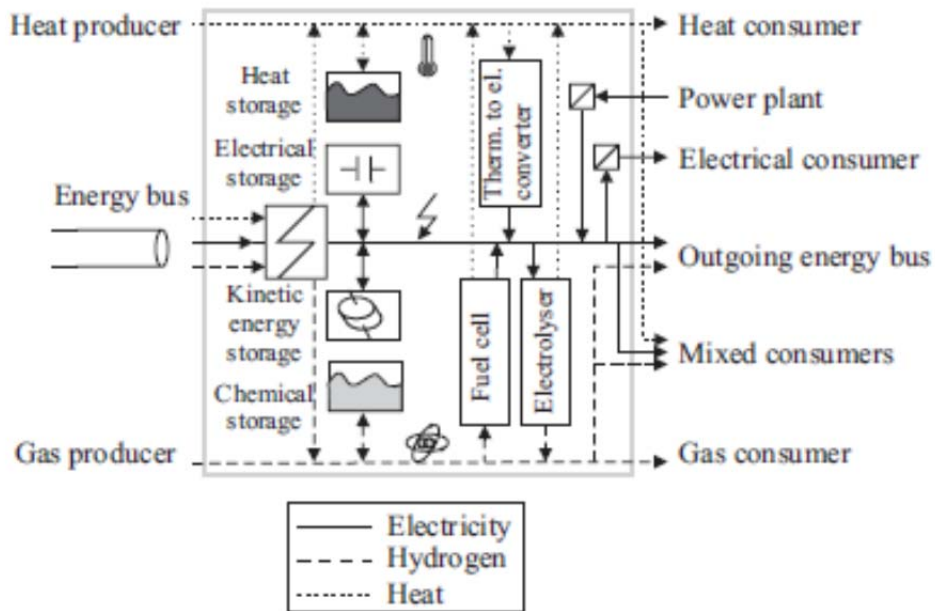 Heat producer
Heat consumer
Heat
storage
Therm. to el.
converter
Power plant
Electrical
storage
Electrical consumer
Energy bus
Outgoing energy bus
Kinetic
energy
storage
Fuel cell
Electrolyser
Mixed consumers
Chemical
storage
Gas producer
Gas consumer
Electricity
Hydrogen
Heat